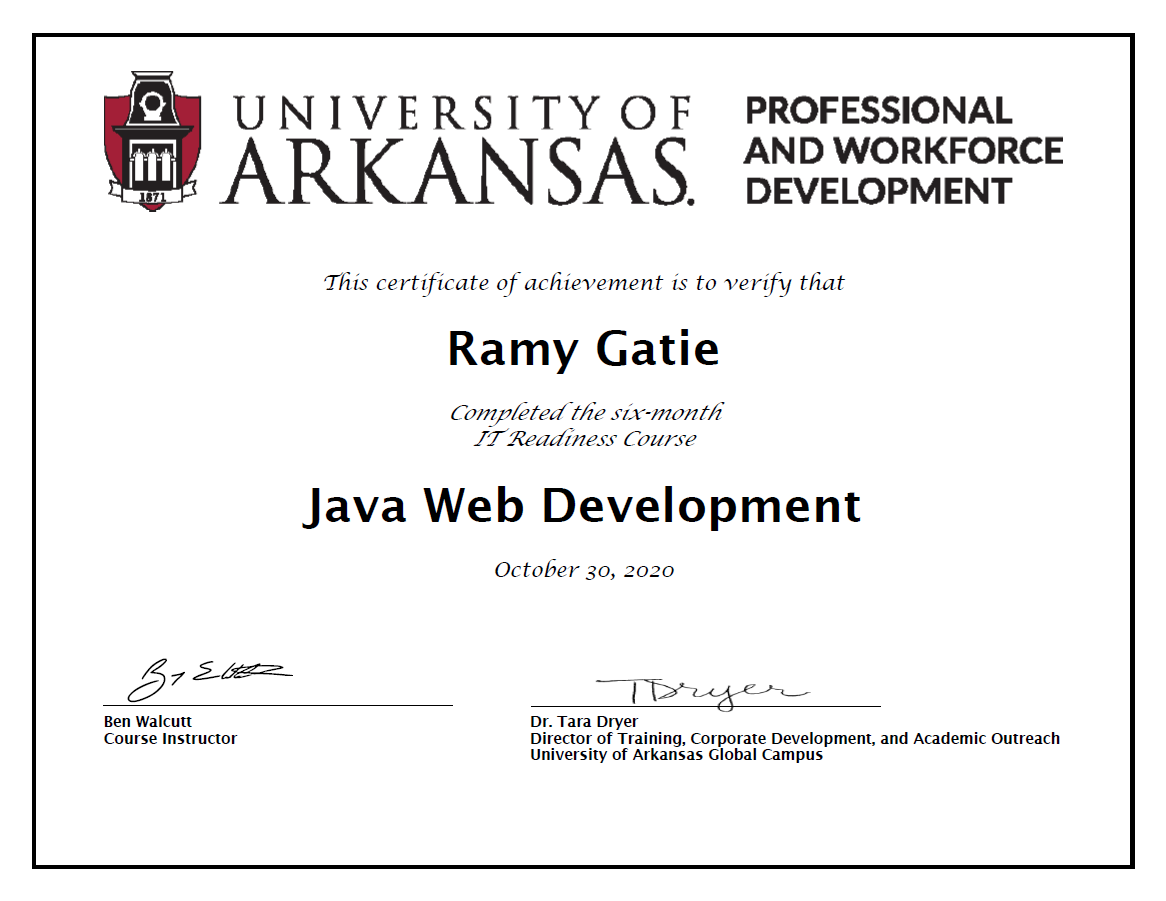 UNIVERSITY OF
ARKANSAS.
PROFESSIONAL
AND WORKFORCE
DEVELOPMENT
1871
This certificate of achievement is to verify that
Ramy Gatie
Completed the six-month
IT Readiness Course
Java Web Development
October 30, 2020
T Dryer
Ben Walcutt
Course Instructor
Dr. Tara Dryer
Director of Training, Corporate Development, and Academic Outreach
University of Arkansas Global Campus